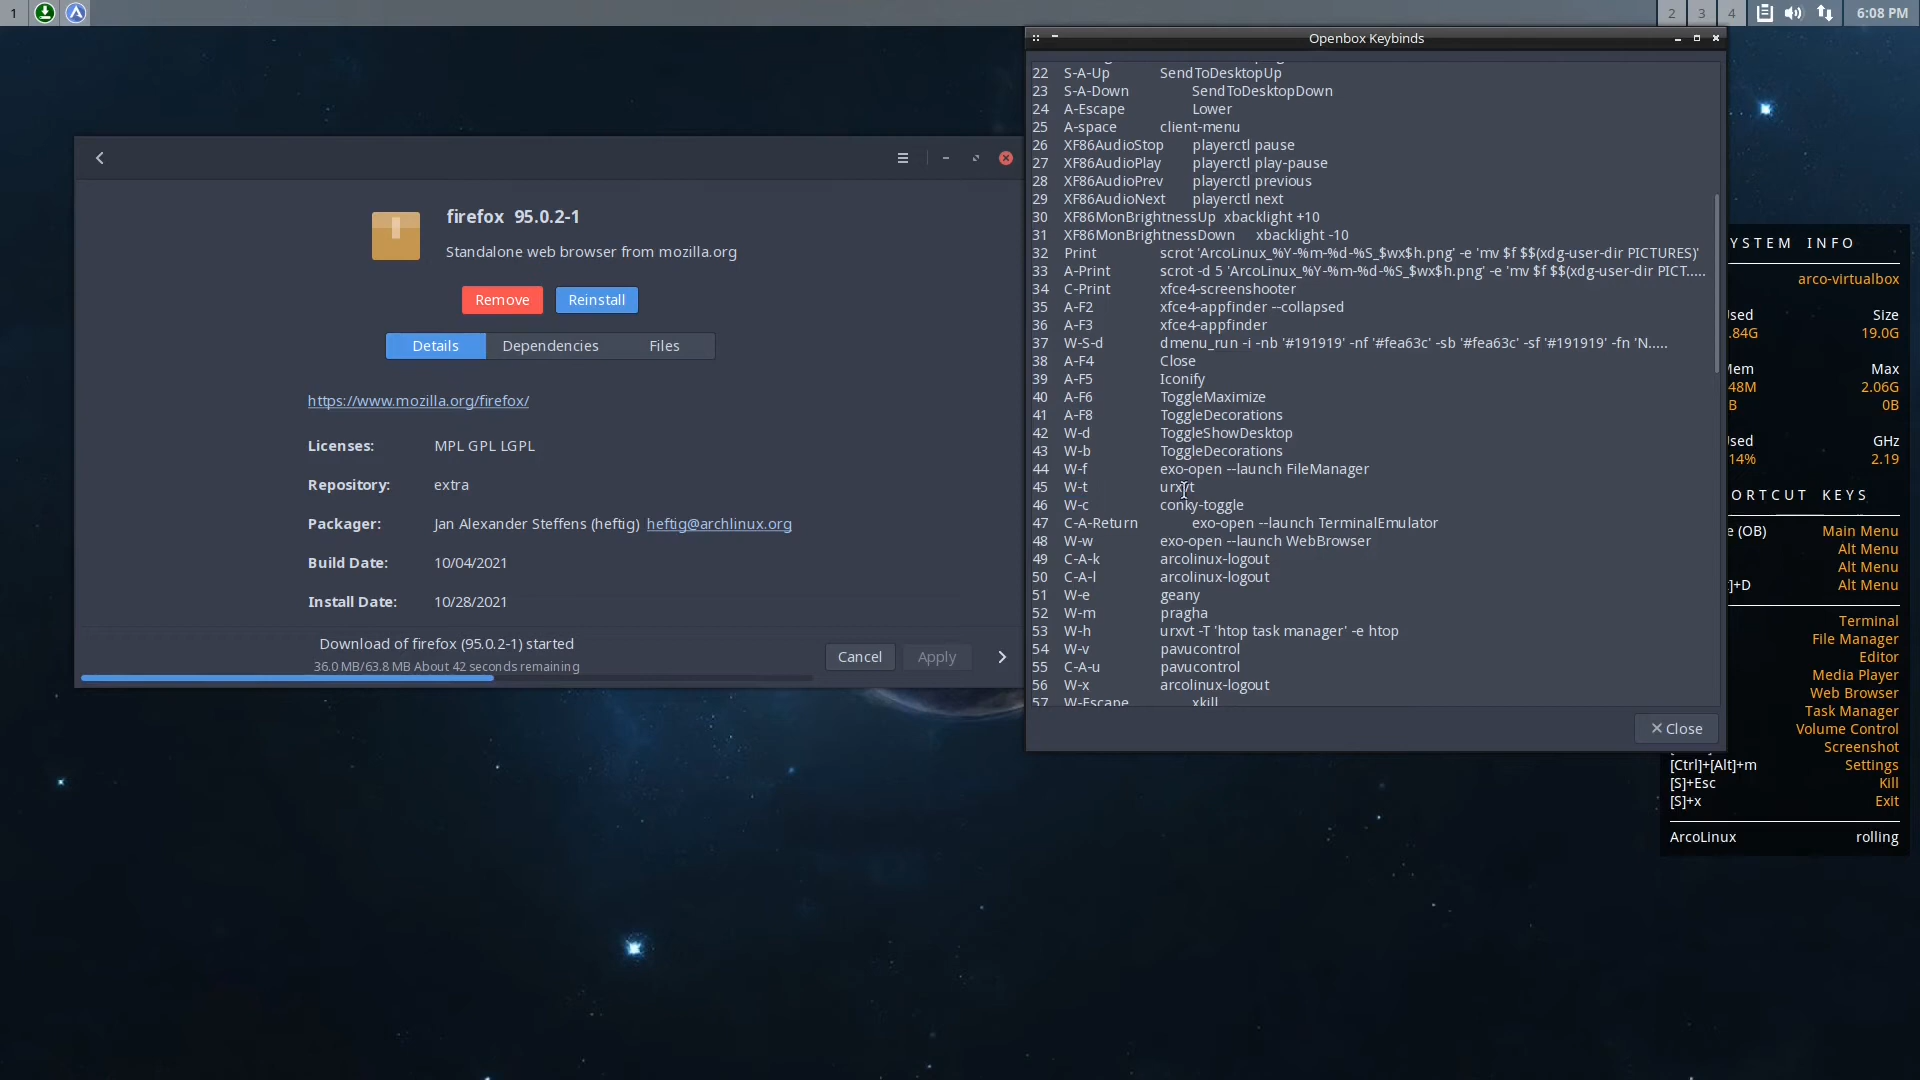 1
2 3 4 6:08 PM
firefox 95.0.2-1
Standalone web browser from mozilla.org
Remove Reinstall
Details Dependencies Files
https://www.mozilla.org/firefox/
Licenses: MPL GPL LGPL
Repository: extra
Packager: Jan Alexander Steffens (heftig) heftig@archlinux.org
Build Date: 10/04/2021
Install Date: 10/28/2021
Download of firefox (95.0.2-1) started
36.0 MB/63.8 MB About 42 seconds remaining
Cancel Apply
Openbox Keybinds
22 S-A-Up SendToDesktopUp
23 S-A-Down SendToDesktopDown
24 A-Escape Lower
25 A-space client-menu
26 XF86AudioStop playerctl pause
27 XF86AudioPlay playerctl play-pause
28 XF86AudioPrev playerctl previous
29 XF86AudioNext playerctl next
30 XF86MonBrightnessUp xbacklight +10
31 XF86MonBrightnessDown xbacklight -10
32 Print scrot 'ArcoLinux_%Y-%m-%d-%S_$wx$h.png' -e 'mv $f $$(xdg-user-dir PICTURES)'
33 A-Print scrot -d 5 'ArcoLinux_%Y-%m-%d-%S_$wx$h.png' -e 'mv $f $$(xdg-user-dir PICT.....
34 C-Print xfce4-screenshooter
35 A-F2 xfce4-appfinder --collapsed
36 A-F3 xfce4-appfinder
37 W-S-d dmenu_run -i -nb '#191919' -nf '#fea63c' -sb '#fea63c' -sf '#191919' -fn 'N.....
38 A-F4 Close
39 A-F5 Iconify
40 A-F6 ToggleMaximize
41 A-F8 ToggleDecorations
42 W-d ToggleShowDesktop
43 W-b ToggleDecorations
44 W-f exo-open --launch FileManager
45 W-t urxvt
46 W-c conky-toggle
47 C-A-Return exo-open --launch TerminalEmulator
48 W-w exo-open --launch WebBrowser
49 C-A-k arcolinux-logout
50 C-A-l arcolinux-logout
51 W-e geany
52 W-m pragha
53 W-h urxvt -T 'htop task manager' -e htop
54 W-v pavucontrol
55 C-A-u pavucontrol
56 W-x arcolinux-logout
57 W-Escape xkill
Close
YSTEM INFO
arco-virtualbox
Used Size
.84G 19.0G
Mem Max
48M 2.06G
B 0B
Used GHz
14% 2.19
ORTCUT KEYS
e (OB) Main Menu
Alt Menu
Alt Menu
]+D Alt Menu
Terminal
File Manager
Editor
Media Player
Web Browser
Task Manager
Volume Control
Screenshot
[Ctrl]+[Alt]+m Settings
[S]+Esc Kill
[S]+x Exit
ArcoLinux rolling